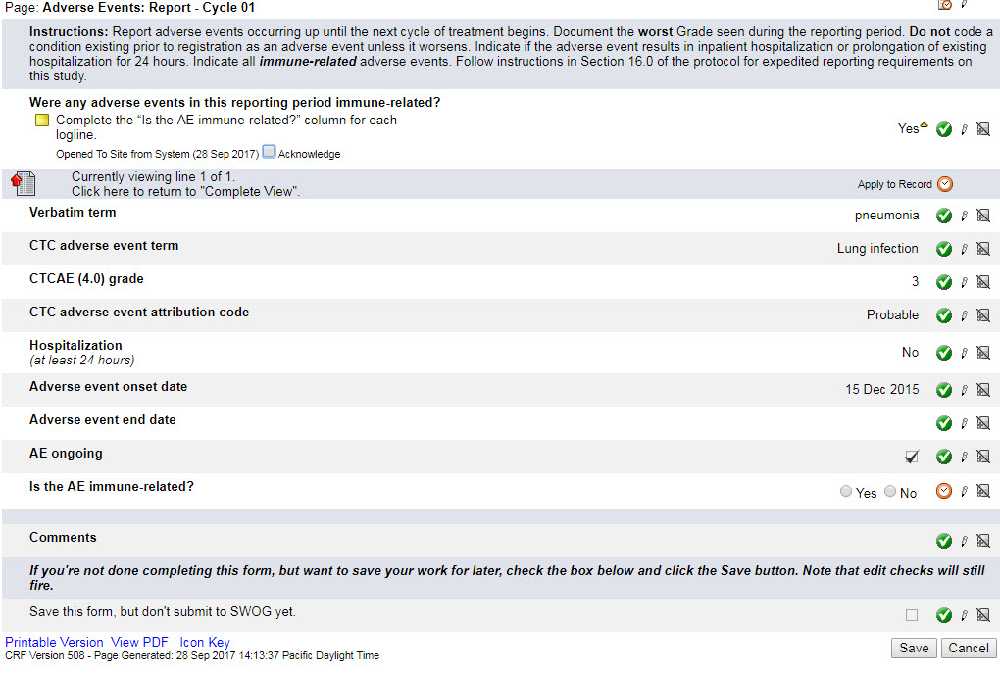 Page: Adverse Events: Report - Cycle 01
Instructions: Report adverse events occurring up until the next cycle of treatment begins. Document the worst Grade seen during the reporting period. Do not code a
condition existing prior to registration as an adverse event unless it worsens. Indicate if the adverse event results in inpatient hospitalization or prolongation of existing
hospitalization for 24 hours. Indicate all immune-related adverse events. Follow instructions in Section 16.0 of the protocol for expedited reporting requirements on
this study.
Were any adverse events in this reporting period immune-related?
Complete the “Is the AE immune-related?” column for each
logline.
Yes
Opened To Site from System (28 Sep 2017) Acknowledge
Currently viewing line 1 of 1.
Click here to return to "Complete View".
Apply to Record
Verbatim term
pneumonia
CTC adverse event term
Lung infection
CTCAE (4.0) grade
3
CTC adverse event attribution code
Probable
Hospitalization
(at least 24 hours)
No
Adverse event onset date
15 Dec 2015
Adverse event end date
AE ongoing
Is the AE immune-related?
Yes No
Comments
If you're not done completing this form, but want to save your work for later, check the box below and click the Save button. Note that edit checks will still
fire.
Save this form, but don't submit to SWOG yet.
Printable Version View PDF Icon Key
CRF Version 508 - Page Generated: 28 Sep 2017 14:13:37 Pacific Daylight Time
Save Cancel